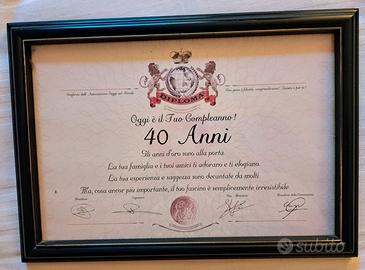 DIPLOMA
Oggi è il Tuo Compleanno!
40 Anni
Gli anni d'oro sono alla porta.
La tua famiglia e i tuoi amici ti adorano e ti elogiano.
La tua esperienza e saggezza sono decantate da molti.
Ma, cosa ancor più importante, il tuo fascino è semplicemente irresistibile
subito